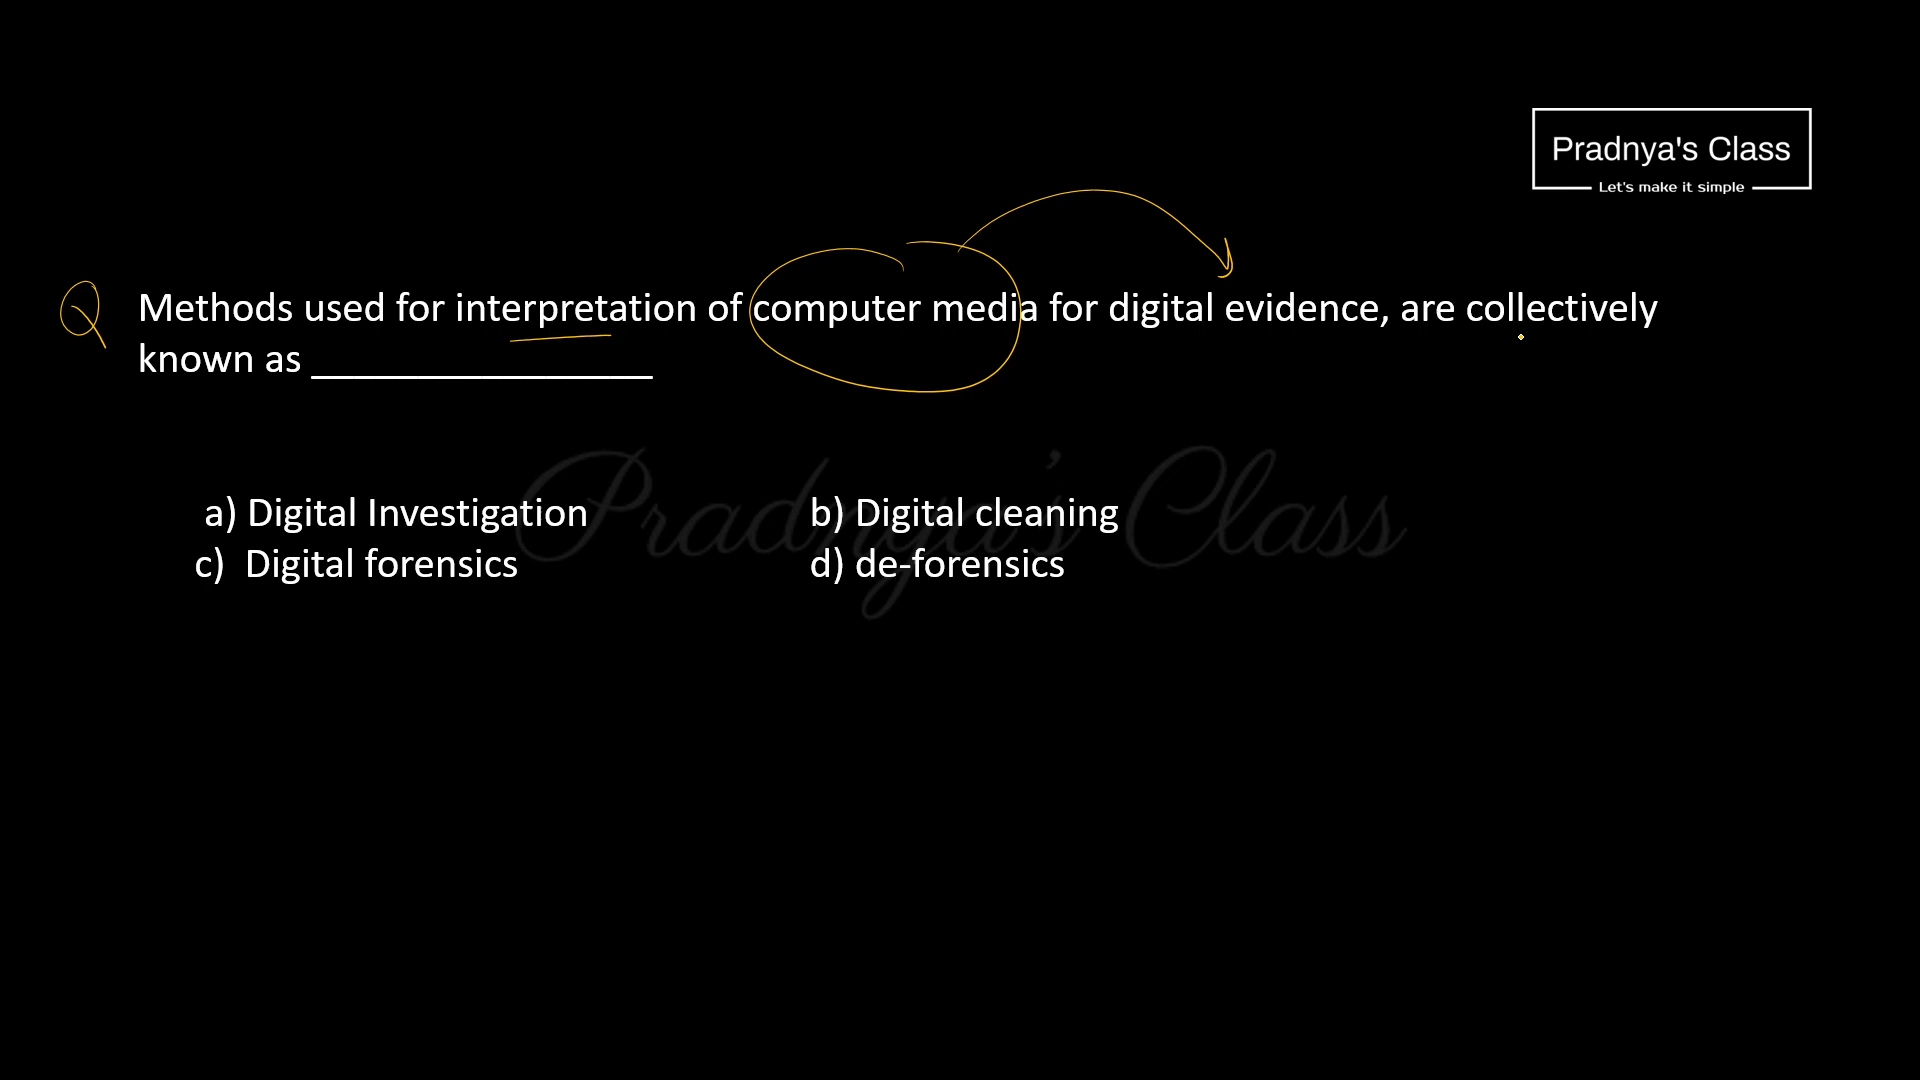 Pradnya's Class
Let's make it simple
Q Methods used for interpretation of computer media for digital evidence, are collectively
known as ________________
Pradnya's Class
a) Digital Investigation b) Digital cleaning
c) Digital forensics d) de-forensics